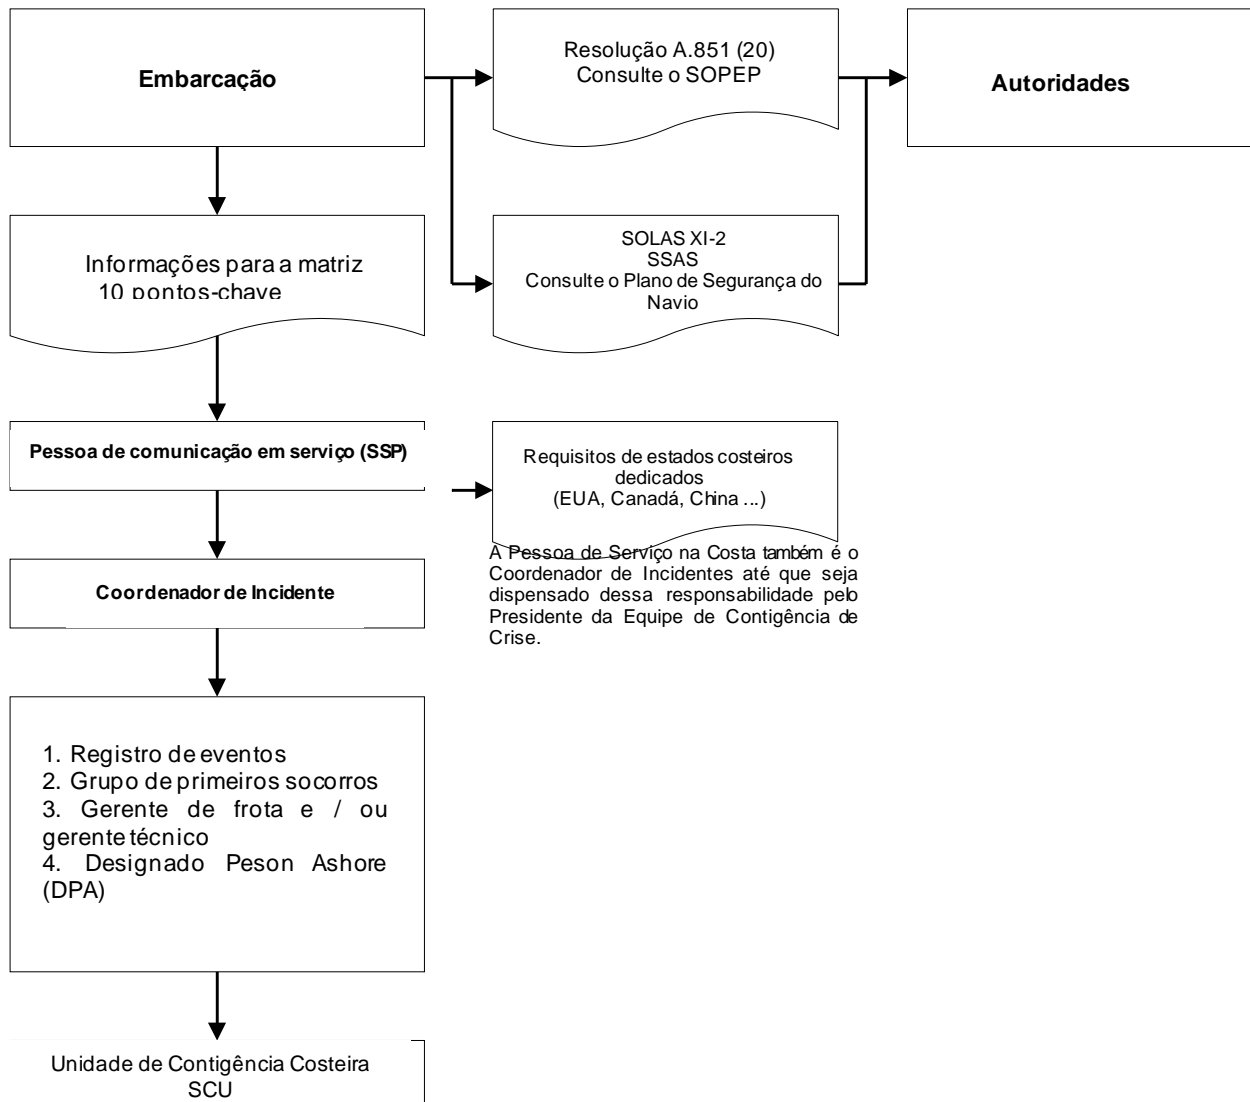 Embarcação
Resolução A.851 (20)
Consulte o SOPEP
Autoridades
Informações para a matriz
10 pontos-chave
SOLAS XI-2
SSAS
Consulte o Plano de Segurança do
Navio
Pessoa de comunicação em serviço (SSP)
Requisitos de estados costeiros
dedicados
(EUA, Canadá, China ...)
A Pessoa de Serviço na Costa também é o
Coordenador de Incidentes até que seja
dispensado dessa responsabilidade pelo
Presidente da Equipe de Contigência de
Crise.
Coordenador de Incidente
1. Registro de eventos
2. Grupo de primeiros socorros
3. Gerente de frota e / ou
gerente técnico
4. Designado Peson Ashore
(DPA)
Unidade de Contigência Costeira
SCU